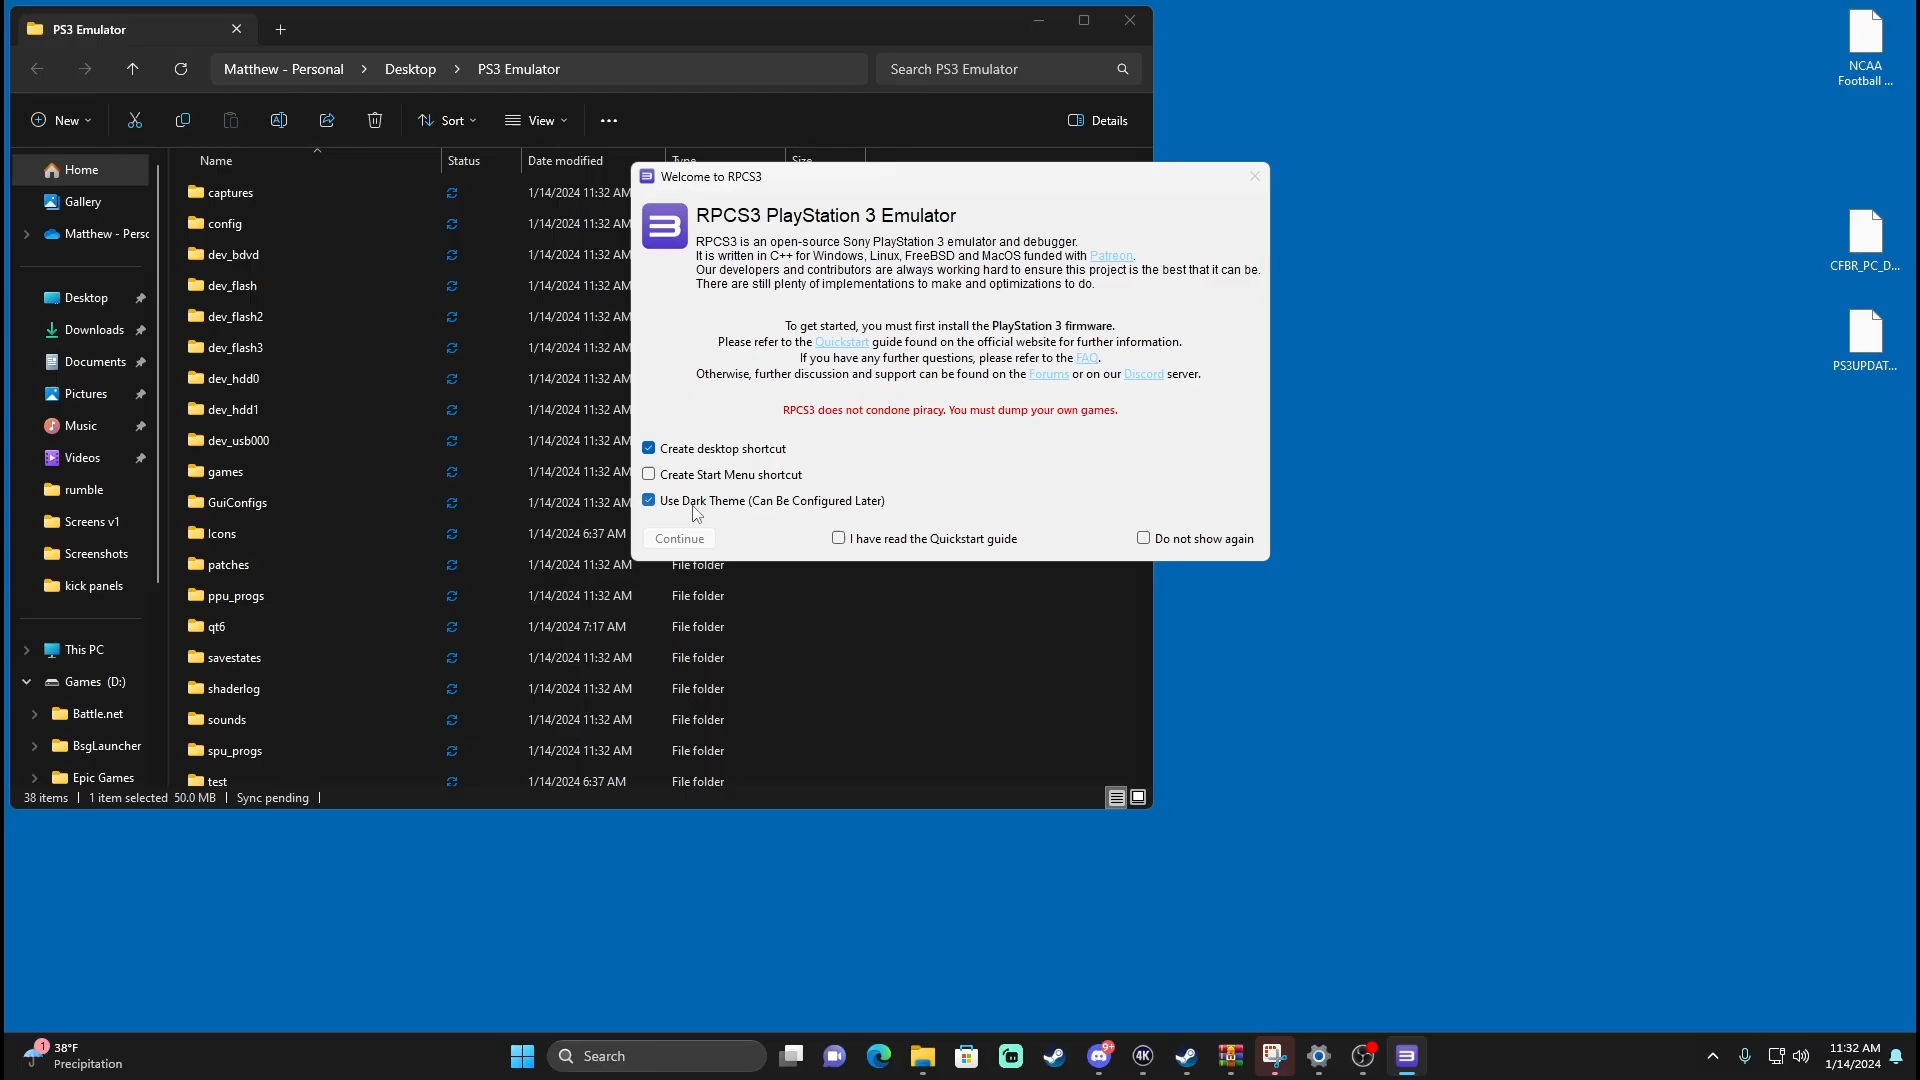 PS3 Emulator
Matthew - Personal > Desktop > PS3 Emulator
Search PS3 Emulator
New
Sort
View
Details
Home
Gallery
Matthew - Perso
Desktop
Downloads
Documents
Pictures
Music
Videos
rumble
Screens v1
Screenshots
kick panels
This PC
Games (D:)
Battle.net
BsgLauncher
Epic Games
Name Status Date modified Type Size
captures 1/14/2024 11:32 AM
config 1/14/2024 11:32 AM
dev_bdvd 1/14/2024 11:32 AM
dev_flash 1/14/2024 11:32 AM
dev_flash2 1/14/2024 11:32 AM
dev_flash3 1/14/2024 11:32 AM
dev_hdd0 1/14/2024 11:32 AM
dev_hdd1 1/14/2024 11:32 AM
dev_usb000 1/14/2024 11:32 AM
games 1/14/2024 11:32 AM
GuiConfigs 1/14/2024 11:32 AM
Icons 1/14/2024 6:37 AM
patches 1/14/2024 11:32 AM File folder
ppu_progs 1/14/2024 11:32 AM File folder
qt6 1/14/2024 7:17 AM File folder
savestates 1/14/2024 11:32 AM File folder
shaderlog 1/14/2024 11:32 AM File folder
sounds 1/14/2024 11:32 AM File folder
spu_progs 1/14/2024 11:32 AM File folder
test 1/14/2024 6:37 AM File folder
38 items 1 item selected 50.0 MB Sync pending
Welcome to RPCS3
RPCS3 PlayStation 3 Emulator
RPCS3 is an open-source Sony PlayStation 3 emulator and debugger.
It is written in C++ for Windows, Linux, FreeBSD and MacOS funded with Patreon.
Our developers and contributors are always working hard to ensure this project is the best that it can be.
There are still plenty of implementations to make and optimizations to do.
To get started, you must first install the PlayStation 3 firmware.
Please refer to the Quickstart guide found on the official website for further information.
If you have any further questions, please refer to the FAQ.
Otherwise, further discussion and support can be found on the Forums or on our Discord server.
RPCS3 does not condone piracy. You must dump your own games.
Create desktop shortcut
Create Start Menu shortcut
Use Dark Theme (Can Be Configured Later)
Continue
I have read the Quickstart guide
Do not show again
NCAA
Football ...
CFBR_PC_D...
PS3UPDAT...
1
38°F
Precipitation
Search
9+
4K
11:32 AM
1/14/2024